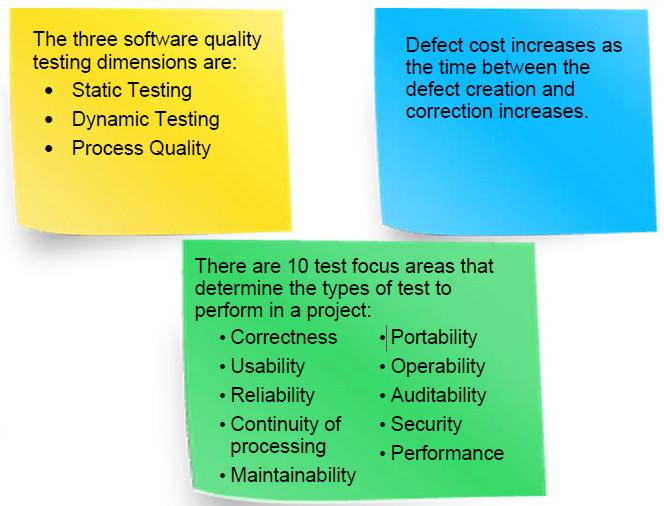 The three software quality
testing dimensions are:
• Static Testing
• Dynamic Testing
• Process Quality
Defect cost increases as
the time between the
defect creation and
correction increases.
There are 10 test focus areas that
determine the types of test to
perform in a project:
• Correctness
• Usability
• Reliability
• Continuity of
processing
• Maintainability
• Portability
• Operability
• Auditability
• Security
• Performance